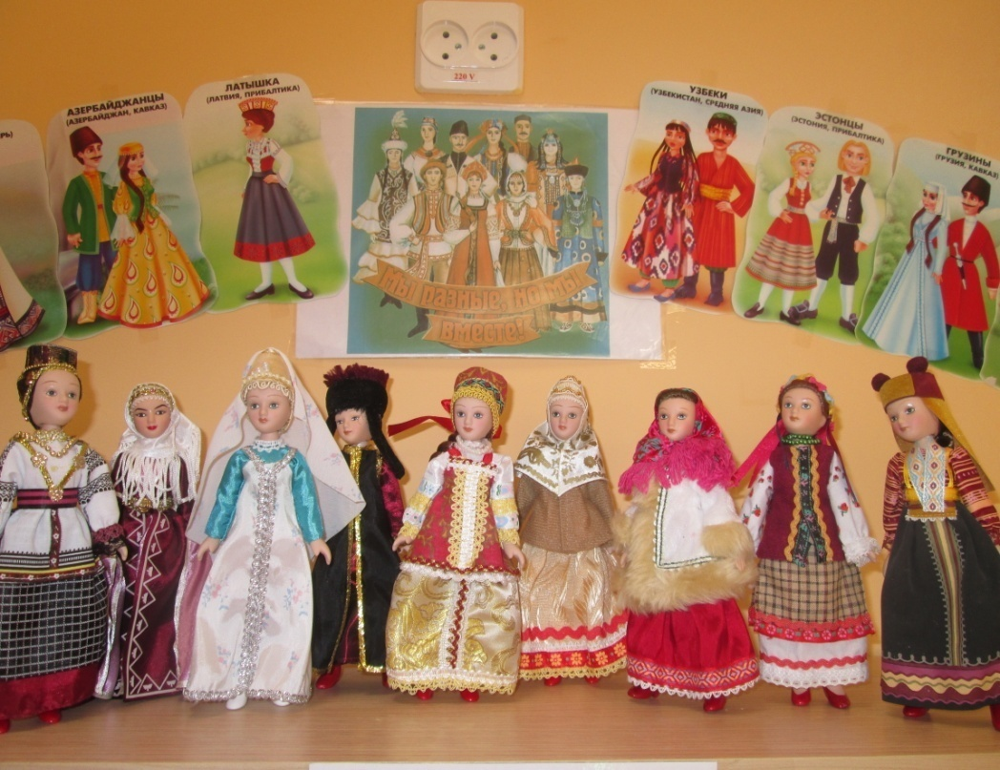 220 V
РЬ)
АЗЕРБАЙДЖАНЦЫ
(АЗЕРБАЙДЖАН, КАВКАЗ)
ЛАТЫШКА
(ЛАТВИЯ, ПРИБАЛТИКА)
Мы разные, но мы
вместе!
УЗБЕКИ
(УЗБЕКИСТАН, СРЕДНЯЯ АЗИЯ)
ЭСТОНЦЫ
(ЭСТОНИЯ, ПРИБАЛТИКА)
ГРУЗИНЫ
(ГРУЗИЯ, КАВКАЗ)